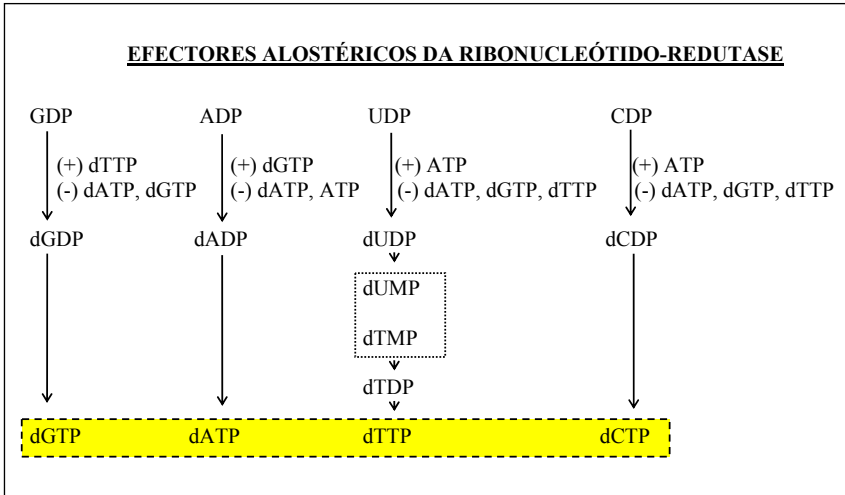 EFECTORES ALOSTÉRICOS DA RIBONUCLEÓTIDO-REDUTASE
GDP ADP UDP CDP
(+) dTTP (+) dGTP (+) ATP (+) ATP
(-) dATP, dGTP (-) dATP, ATP (-) dATP, dGTP, dTTP (-) dATP, dGTP, dTTP
dGDP dADP dUDP dCDP
dUMP
dTMP
dTDP
dGTP dATP dTTP dCTP